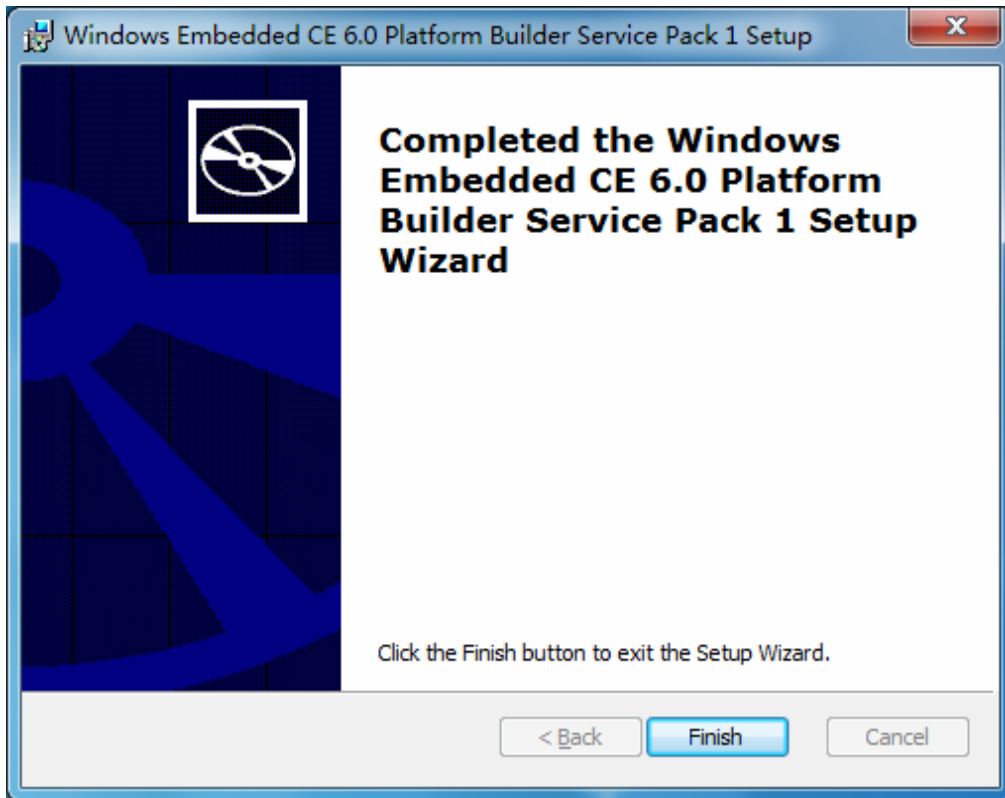 Windows Embedded CE 6.0 Platform Builder Service Pack 1 Setup
Completed the Windows
Embedded CE 6.0 Platform
Builder Service Pack 1 Setup
Wizard
Click the Finish button to exit the Setup Wizard.
< Back
Finish
Cancel